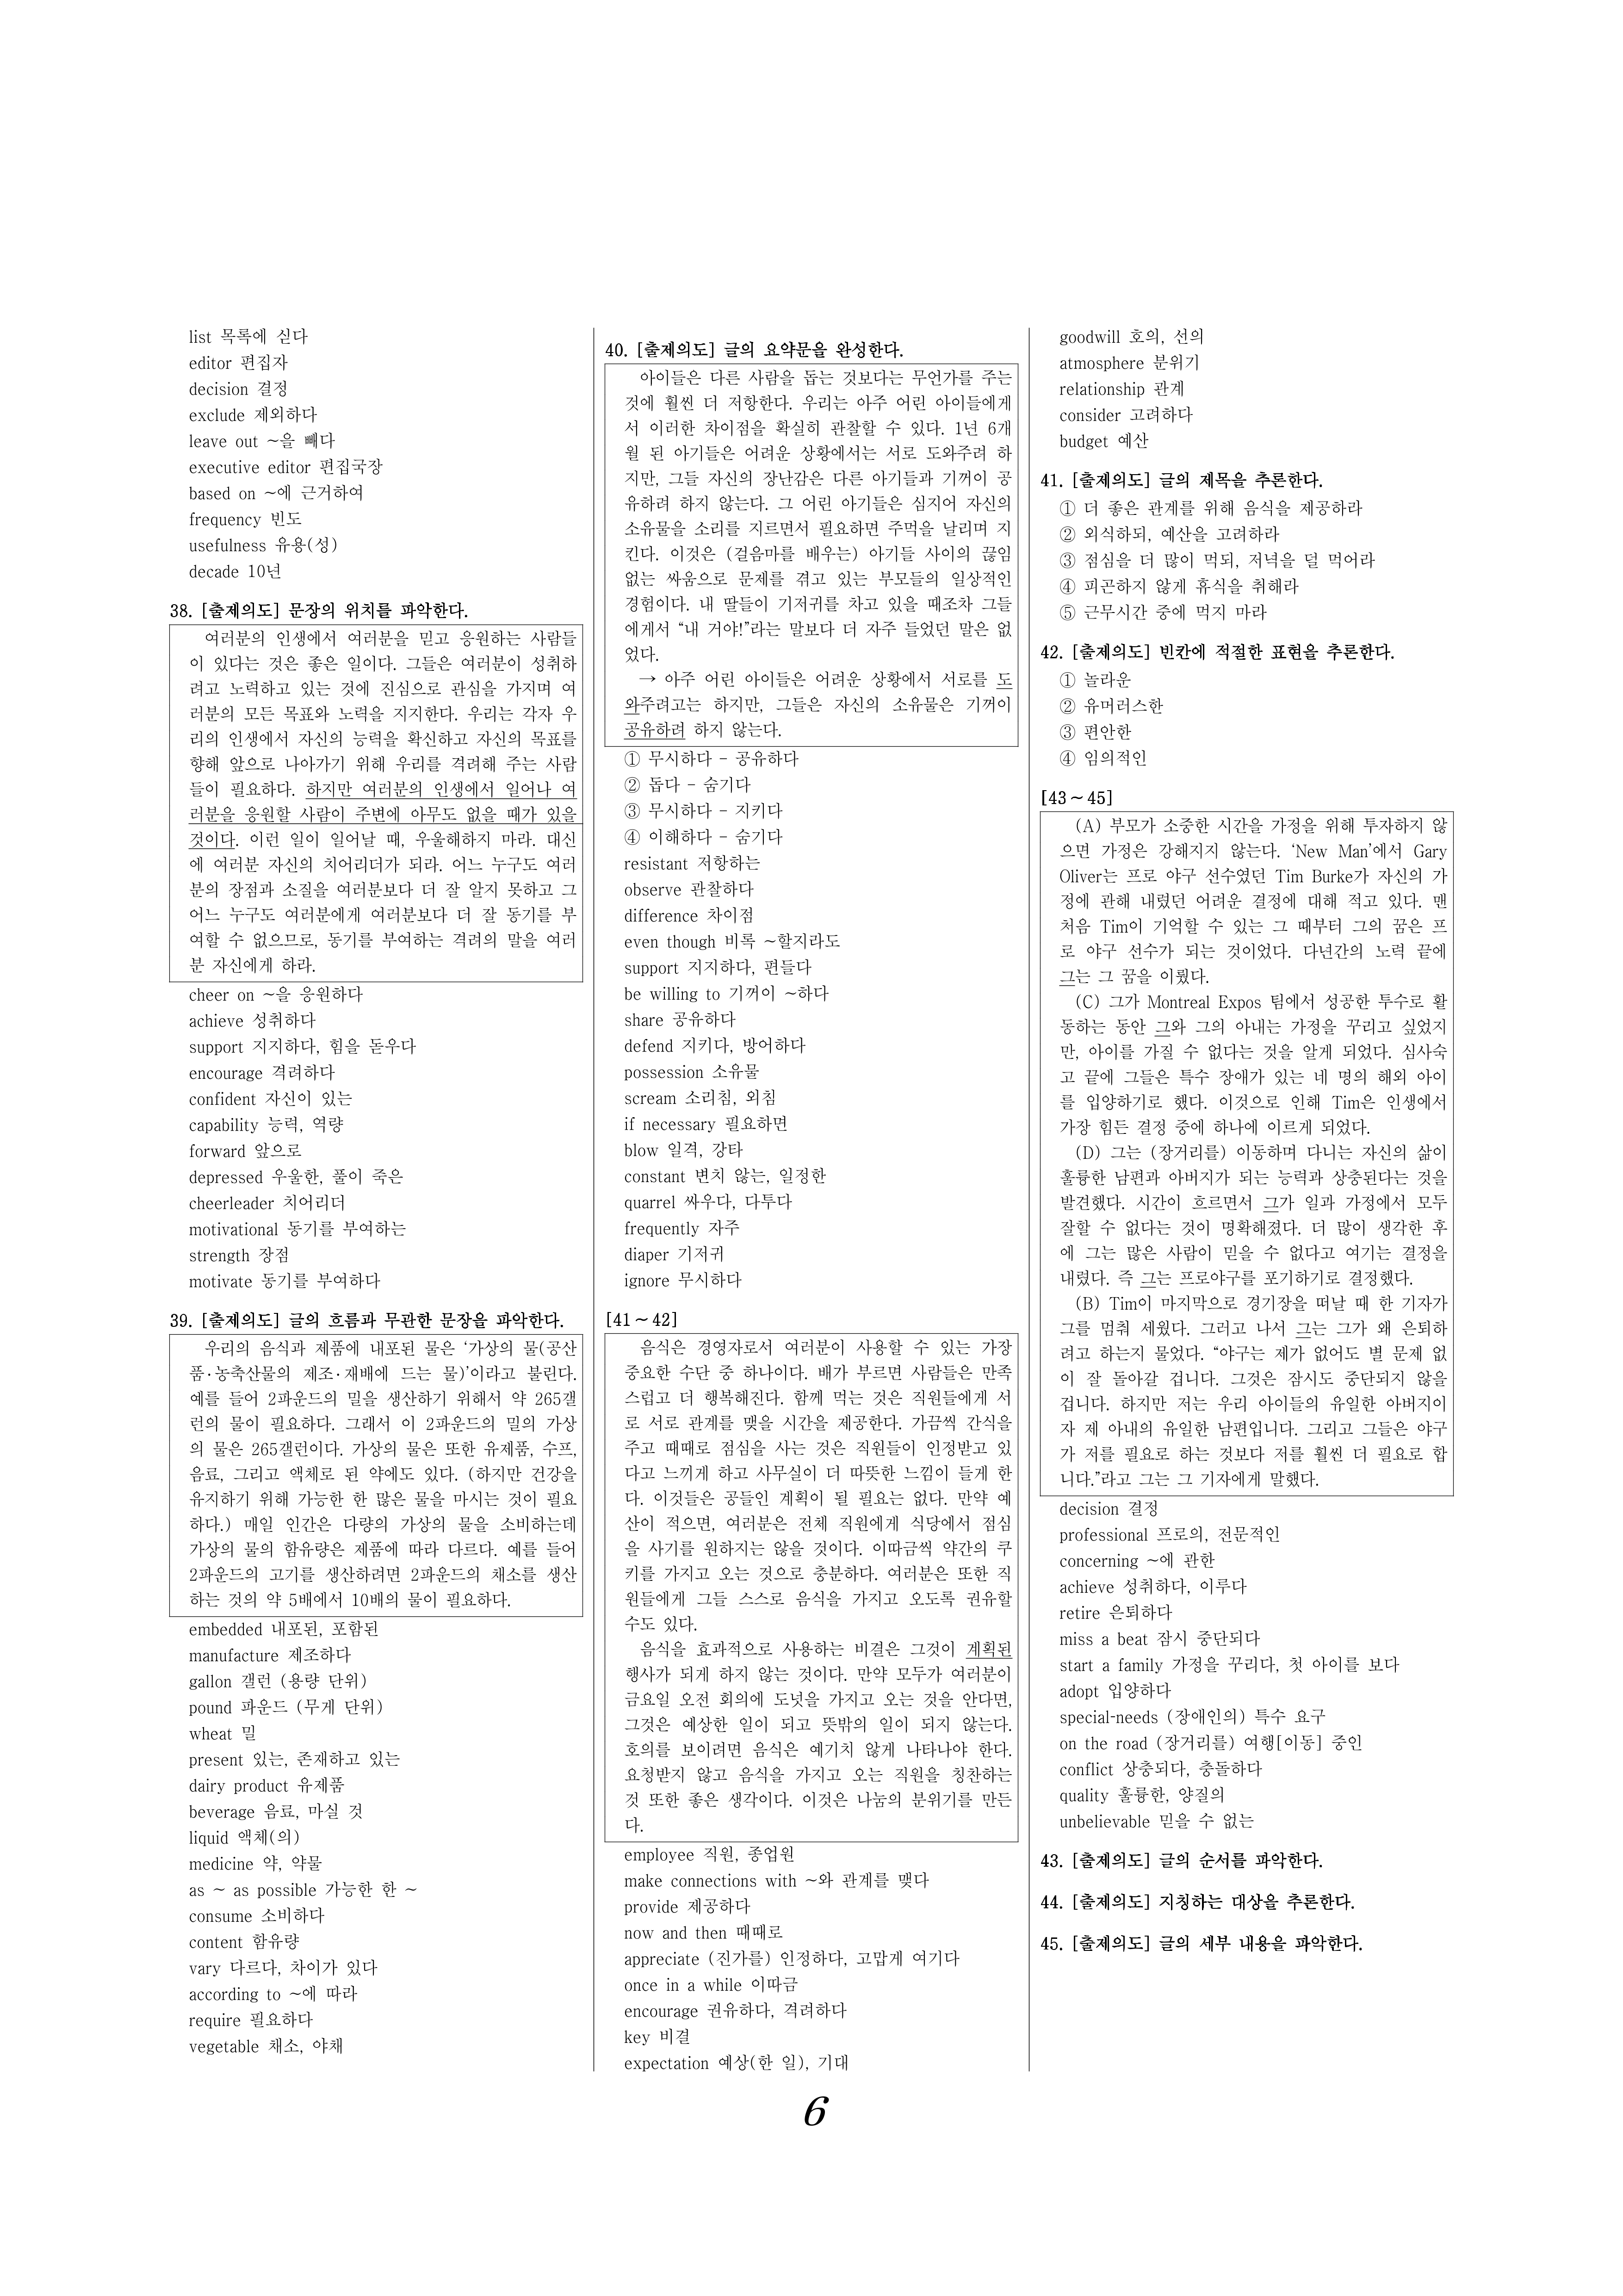 list 목록에 싣다
editor 편집자
decision 결정
exclude 제외하다
leave out ~을 빼다
executive editor 편집국장
based on ~에 근거하여
frequency 빈도
usefulness 유용(성)
decade 10년
38. [출제의도] 문장의 위치를 파악한다.
여러분의 인생에서 여러분을 믿고 응원하는 사람들
이 있다는 것은 좋은 일이다. 그들은 여러분이 성취하
려고 노력하고 있는 것에 진심으로 관심을 가지며 여
러분의 모든 목표와 노력을 지지한다. 우리는 각자 우
리의 인생에서 자신의 능력을 확신하고 자신의 목표를
향해 앞으로 나아가기 위해 우리를 격려해 주는 사람
들이 필요하다. 하지만 여러분의 인생에서 일어나 여
러분을 응원할 사람이 주변에 아무도 없을 때가 있을
것이다. 이런 일이 일어날 때, 우울해하지 마라. 대신
에 여러분 자신의 치어리더가 되라. 어느 누구도 여러
분의 장점과 소질을 여러분보다 더 잘 알지 못하고 그
어느 누구도 여러분에게 여러분보다 더 잘 동기를 부
여할 수 없으므로, 동기를 부여하는 격려의 말을 여러
분 자신에게 하라.
cheer on ~을 응원하다
achieve 성취하다
support 지지하다, 힘을 돋우다
encourage 격려하다
confident 자신이 있는
capability 능력, 역량
forward 앞으로
depressed 우울한, 풀이 죽은
cheerleader 치어리더
motivational 동기를 부여하는
strength 장점
motivate 동기를 부여하다
39. [출제의도] 글의 흐름과 무관한 문장을 파악한다.
우리의 음식과 제품에 내포된 물은 ‘가상의 물(공산
품·농축산물의 제조·재배에 드는 물)’이라고 불린다.
예를 들어 2파운드의 밀을 생산하기 위해서 약 265갤
런의 물이 필요하다. 그래서 이 2파운드의 밀의 가상
의 물은 265갤런이다. 가상의 물은 또한 유제품, 수프,
음료, 그리고 액체로 된 약에도 있다. (하지만 건강을
유지하기 위해 가능한 한 많은 물을 마시는 것이 필요
하다.) 매일 인간은 다량의 가상의 물을 소비하는데
가상의 물의 함유량은 제품에 따라 다르다. 예를 들어
2파운드의 고기를 생산하려면 2파운드의 채소를 생산
하는 것의 약 5배에서 10배의 물이 필요하다.
embedded 내포된, 포함된
manufacture 제조하다
gallon 갤런 (용량 단위)
pound 파운드 (무게 단위)
wheat 밀
present 있는, 존재하고 있는
dairy product 유제품
beverage 음료, 마실 것
liquid 액체(의)
medicine 약, 약물
as ~ as possible 가능한 한 ~
consume 소비하다
content 함유량
vary 다르다, 차이가 있다
according to ~에 따라
require 필요하다
vegetable 채소, 야채
40. [출제의도] 글의 요약문을 완성한다.
아이들은 다른 사람을 돕는 것보다는 무언가를 주는
것에 훨씬 더 저항한다. 우리는 아주 어린 아이들에게
서 이러한 차이점을 확실히 관찰할 수 있다. 1년 6개
월 된 아기들은 어려운 상황에서는 서로 도와주려 하
지만, 그들 자신의 장난감은 다른 아기들과 기꺼이 공
유하려 하지 않는다. 그 어린 아기들은 심지어 자신의
소유물을 소리를 지르면서 필요하면 주먹을 날리며 지
킨다. 이것은 (걸음마를 배우는) 아기들 사이의 끊임
없는 싸움으로 문제를 겪고 있는 부모들의 일상적인
경험이다. 내 딸들이 기저귀를 차고 있을 때조차 그들
에게서 “내 거야!”라는 말보다 더 자주 들었던 말은 없
었다.
→ 아주 어린 아이들은 어려운 상황에서 서로를 도
와주려고는 하지만, 그들은 자신의 소유물은 기꺼이
공유하려 하지 않는다.
① 무시하다 – 공유하다
② 돕다 – 숨기다
③ 무시하다 – 지키다
④ 이해하다 – 숨기다
resistant 저항하는
observe 관찰하다
difference 차이점
even though 비록 ~할지라도
support 지지하다, 편들다
be willing to 기꺼이 ~하다
share 공유하다
defend 지키다, 방어하다
possession 소유물
scream 소리침, 외침
if necessary 필요하면
blow 일격, 강타
constant 변치 않는, 일정한
quarrel 싸우다, 다투다
frequently 자주
diaper 기저귀
ignore 무시하다
[41~42]
음식은 경영자로서 여러분이 사용할 수 있는 가장
중요한 수단 중 하나이다. 배가 부르면 사람들은 만족
스럽고 더 행복해진다. 함께 먹는 것은 직원들에게 서
로 서로 관계를 맺을 시간을 제공한다. 가끔씩 간식을
주고 때때로 점심을 사는 것은 직원들이 인정받고 있
다고 느끼게 하고 사무실이 더 따뜻한 느낌이 들게 한
다. 이것들은 공들인 계획이 될 필요는 없다. 만약 예
산이 적으면, 여러분은 전체 직원에게 식당에서 점심
을 사기를 원하지는 않을 것이다. 이따금씩 약간의 쿠
키를 가지고 오는 것으로 충분하다. 여러분은 또한 직
원들에게 그들 스스로 음식을 가지고 오도록 권유할
수도 있다.
음식을 효과적으로 사용하는 비결은 그것이 계획된
행사가 되게 하지 않는 것이다. 만약 모두가 여러분이
금요일 오전 회의에 도넛을 가지고 오는 것을 안다면,
그것은 예상한 일이 되고 뜻밖의 일이 되지 않는다.
호의를 보이려면 음식은 예기치 않게 나타나야 한다.
요청받지 않고 음식을 가지고 오는 직원을 칭찬하는
것 또한 좋은 생각이다. 이것은 나눔의 분위기를 만든
다.
employee 직원, 종업원
make connections with ~와 관계를 맺다
provide 제공하다
now and then 때때로
appreciate (진가를) 인정하다, 고맙게 여기다
once in a while 이따금
encourage 권유하다, 격려하다
key 비결
expectation 예상(한 일), 기대
goodwill 호의, 선의
atmosphere 분위기
relationship 관계
consider 고려하다
budget 예산
41. [출제의도] 글의 제목을 추론한다.
① 더 좋은 관계를 위해 음식을 제공하라
② 외식하되, 예산을 고려하라
③ 점심을 더 많이 먹되, 저녁을 덜 먹어라
④ 피곤하지 않게 휴식을 취해라
⑤ 근무시간 중에 먹지 마라
42. [출제의도] 빈칸에 적절한 표현을 추론한다.
① 놀라운
② 유머러스한
③ 편안한
④ 임의적인
[43~45]
(A) 부모가 소중한 시간을 가정을 위해 투자하지 않
으면 가정은 강해지지 않는다. ‘New Man’에서 Gary
Oliver는 프로 야구 선수였던 Tim Burke가 자신의 가
정에 관해 내렸던 어려운 결정에 대해 적고 있다. 맨
처음 Tim이 기억할 수 있는 그 때부터 그의 꿈은 프
로 야구 선수가 되는 것이었다. 다년간의 노력 끝에
그는 그 꿈을 이뤘다.
(C) 그가 Montreal Expos 팀에서 성공한 투수로 활
동하는 동안 그와 그의 아내는 가정을 꾸리고 싶었지
만, 아이를 가질 수 없다는 것을 알게 되었다. 심사숙
고 끝에 그들은 특수 장애가 있는 네 명의 해외 아이
를 입양하기로 했다. 이것으로 인해 Tim은 인생에서
가장 힘든 결정 중에 하나에 이르게 되었다.
(D) 그는 (장거리를) 이동하며 다니는 자신의 삶이
훌륭한 남편과 아버지가 되는 능력과 상충된다는 것을
발견했다. 시간이 흐르면서 그가 일과 가정에서 모두
잘할 수 없다는 것이 명확해졌다. 더 많이 생각한 후
에 그는 많은 사람이 믿을 수 없다고 여기는 결정을
내렸다. 즉 그는 프로야구를 포기하기로 결정했다.
(B) Tim이 마지막으로 경기장을 떠날 때 한 기자가
그를 멈춰 세웠다. 그러고 나서 그는 그가 왜 은퇴하
려고 하는지 물었다. “야구는 제가 없어도 별 문제 없
이 잘 돌아갈 겁니다. 그것은 잠시도 중단되지 않을
겁니다. 하지만 저는 우리 아이들의 유일한 아버지이
자 제 아내의 유일한 남편입니다. 그리고 그들은 야구
가 저를 필요로 하는 것보다 저를 훨씬 더 필요로 합
니다.”라고 그는 그 기자에게 말했다.
decision 결정
professional 프로의, 전문적인
concerning ~에 관한
achieve 성취하다, 이루다
retire 은퇴하다
miss a beat 잠시 중단되다
start a family 가정을 꾸리다, 첫 아이를 보다
adopt 입양하다
special-needs (장애인의) 특수 요구
on the road (장거리를) 여행[이동] 중인
conflict 상충되다, 충돌하다
quality 훌륭한, 양질의
unbelievable 믿을 수 없는
43. [출제의도] 글의 순서를 파악한다.
44. [출제의도] 지칭하는 대상을 추론한다.
45. [출제의도] 글의 세부 내용을 파악한다.
6